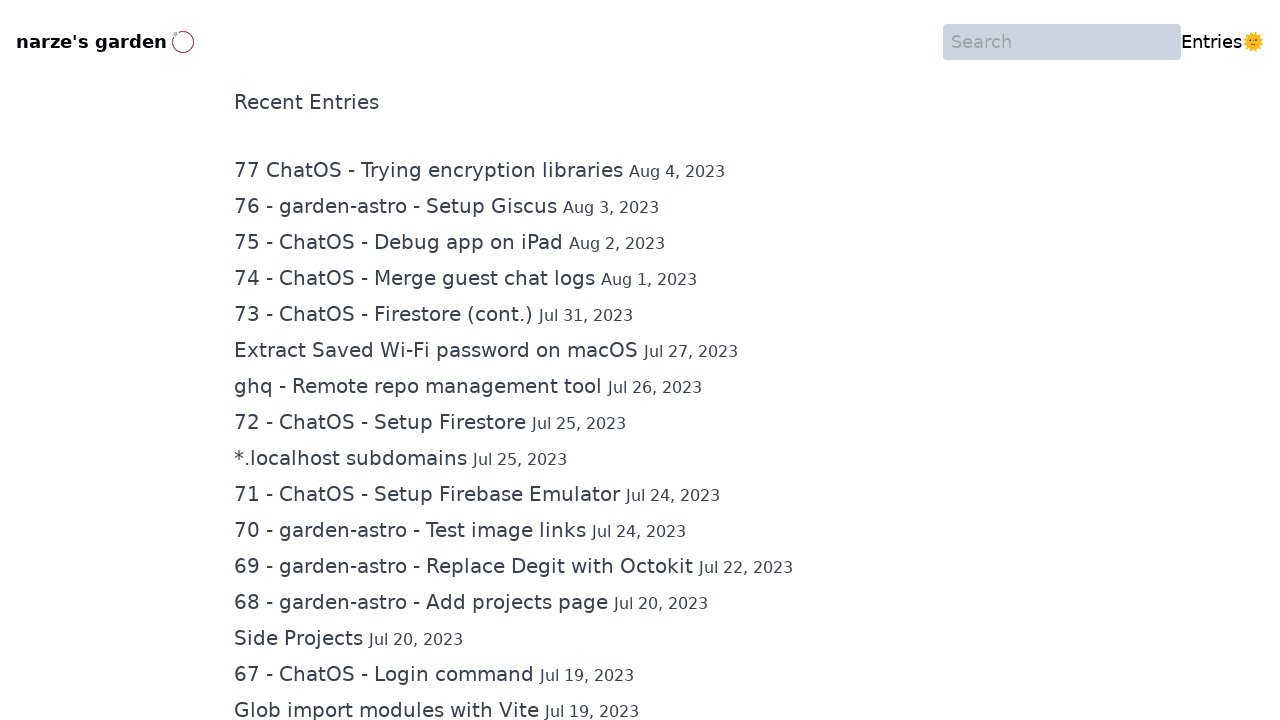 narze's garden
Search
Entries🌞
Recent Entries
77 ChatOS - Trying encryption libraries Aug 4, 2023
76 - garden-astro - Setup Giscus Aug 3, 2023
75 - ChatOS - Debug app on iPad Aug 2, 2023
74 - ChatOS - Merge guest chat logs Aug 1, 2023
73 - ChatOS - Firestore (cont.) Jul 31, 2023
Extract Saved Wi-Fi password on macOS Jul 27, 2023
ghq - Remote repo management tool Jul 26, 2023
72 - ChatOS - Setup Firestore Jul 25, 2023
*.localhost subdomains Jul 25, 2023
71 - ChatOS - Setup Firebase Emulator Jul 24, 2023
70 - garden-astro - Test image links Jul 24, 2023
69 - garden-astro - Replace Degit with Octokit Jul 22, 2023
68 - garden-astro - Add projects page Jul 20, 2023
Side Projects Jul 20, 2023
67 - ChatOS - Login command Jul 19, 2023
Glob import modules with Vite Jul 19, 2023